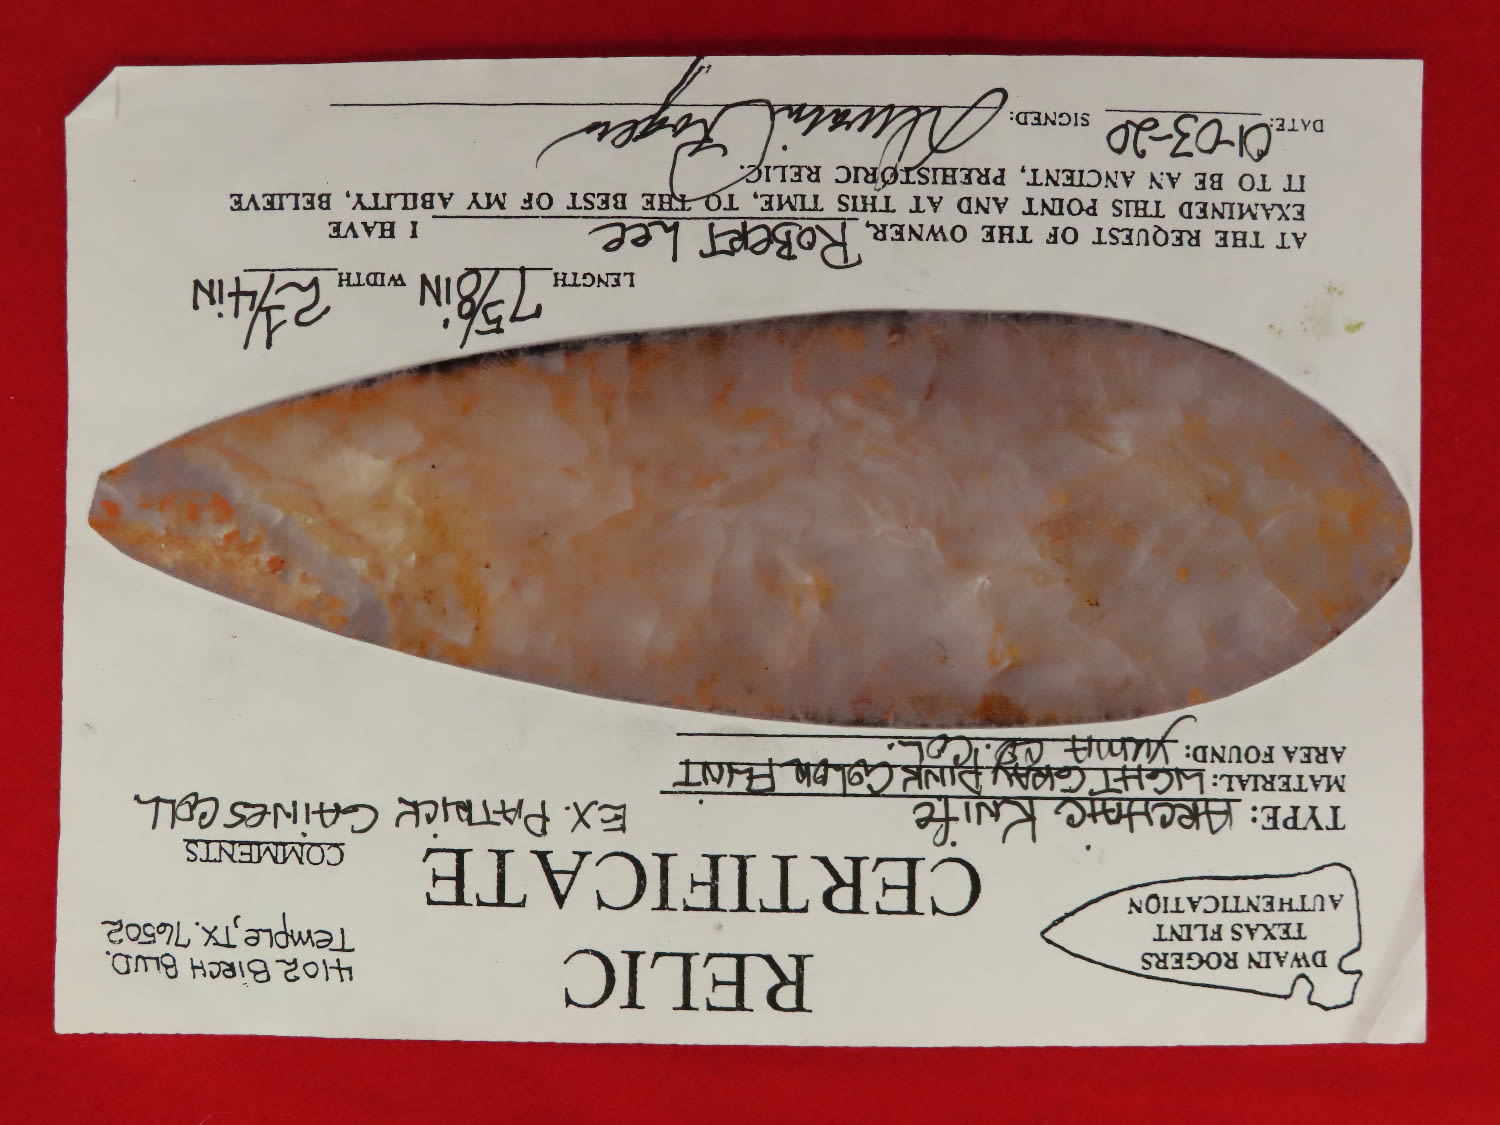 RELIC
CERTIFICATE
DWAIN ROGERS
TEXAS FLINT
AUTHENTICATION
4102 BIRCH BLVD.
TEMPLE, TX. 76502
COMMENTS
EX. PATRICK GAINES COLL
TYPE: ARCHAIC KNIFE
MATERIAL: LIGHT GRAY PINK COLOR FLINT
AREA FOUND: YUMA CO. COL.
LENGTH 7 5/8 IN WIDTH 2 1/4 IN
AT THE REQUEST OF THE OWNER, ROBERT LEE I HAVE
EXAMINED THIS POINT AND AT THIS TIME, TO THE BEST OF MY ABILITY, BELIEVE
IT TO BE AN ANCIENT, PREHISTORIC RELIC.
DATE: 01-03-20 SIGNED: Dwain Rogers